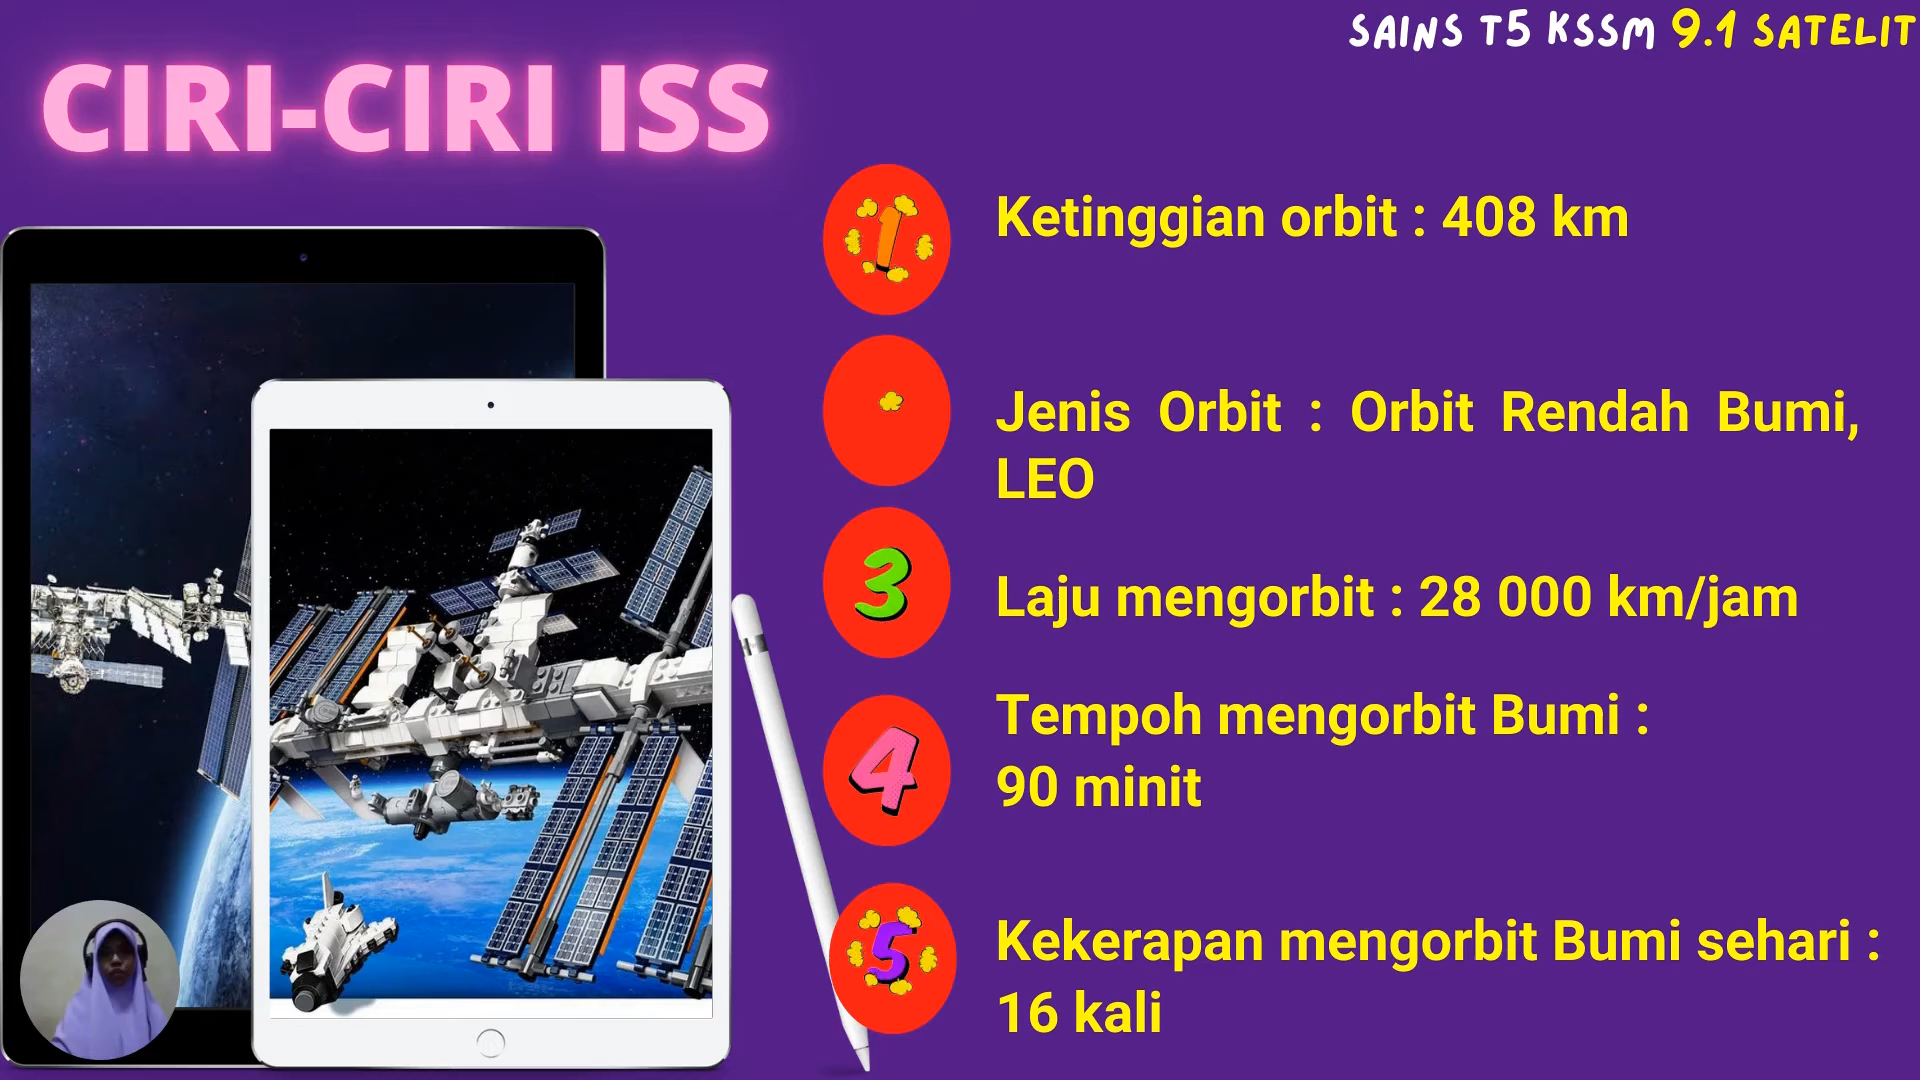 SAINS T5 KSSM 9.1 SATELIT
CIRI-CIRI ISS
1
Ketinggian orbit : 408 km
Jenis Orbit : Orbit Rendah Bumi,
LEO
3
Laju mengorbit : 28 000 km/jam
4
Tempoh mengorbit Bumi :
90 minit
5
Kekerapan mengorbit Bumi sehari :
16 kali